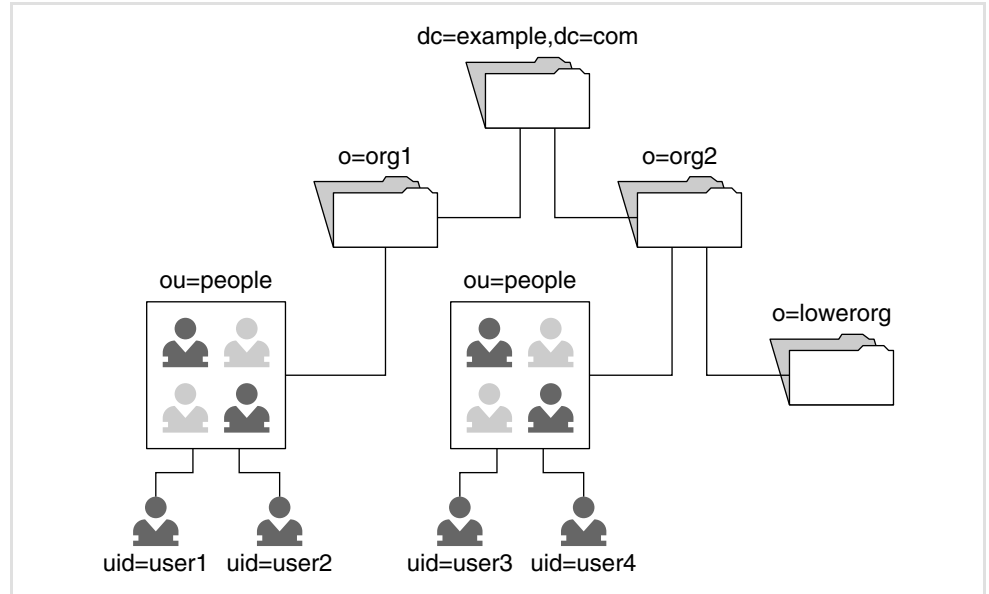 dc=example,dc=com
o=org1
o=org2
ou=people
ou=people
o=lowerorg
uid=user1
uid=user2
uid=user3
uid=user4